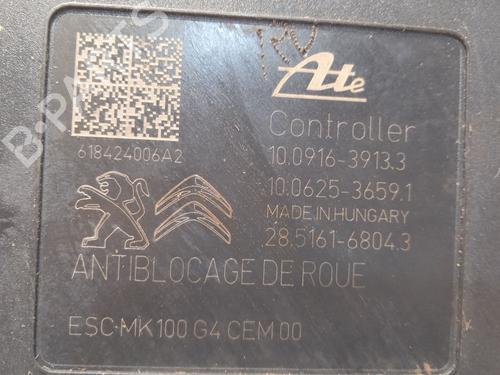 Ate
Controller
618424006A2
10.0916-3913.3
10.0625-3659.1
MADE IN HUNGARY
28.5161-6804.3
ANTIBLOCAGE DE ROUE
ESC-MK100 G4 CEM 00
B-PARTS